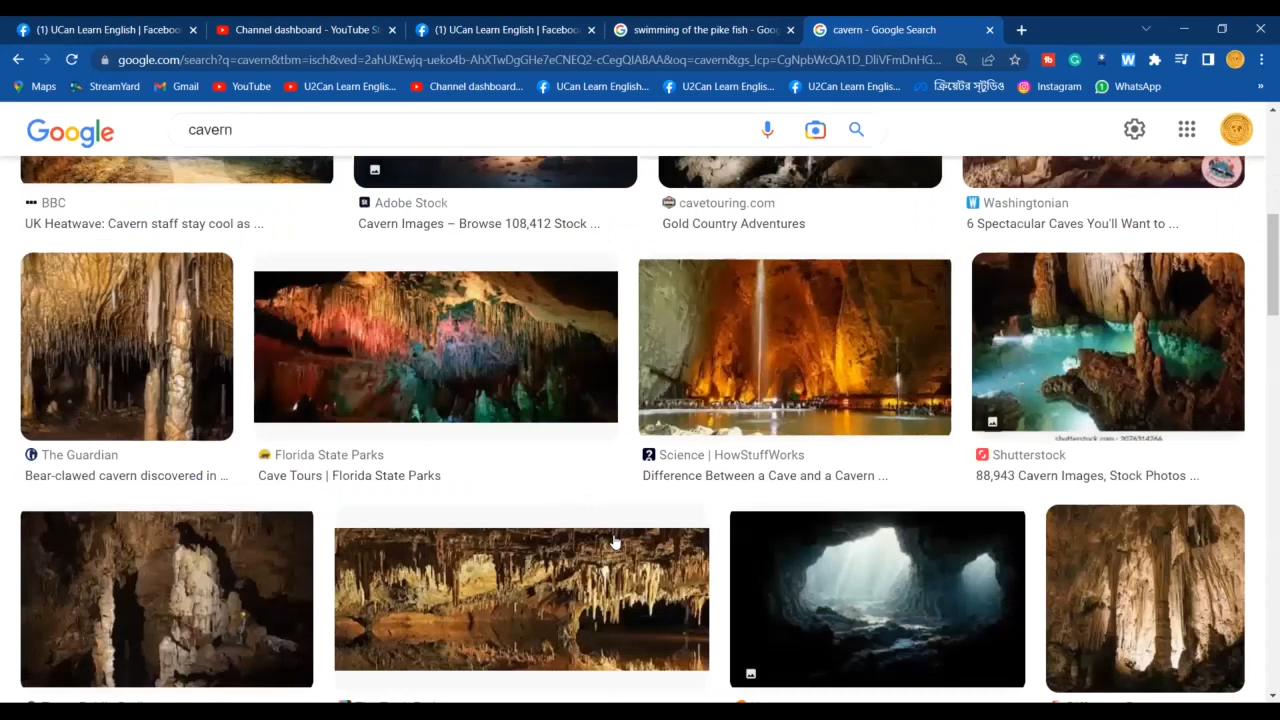 (1) UCan Learn English | Faceboo
Channel dashboard - YouTube St
(1) UCan Learn English | Faceboo
swimming of the pike fish - Goo
cavern - Google Search
google.com/search?q=cavern&tbm=isch&ved=2ahUKEwjq-ueko4b-AhXTwDgGHe7eCNEQ2-cCegQIABAA&oq=cavern&gs_lcp=CgNpbWcQA1D_DliVFmDnHG...
Maps
StreamYard
Gmail
YouTube
U2Can Learn Englis...
Channel dashboard...
UCan Learn English...
U2Can Learn Englis...
U2Can Learn Englis...
ক্রিয়েটর স্টুডিও
Instagram
WhatsApp
»
Google
cavern
BBC
UK Heatwave: Cavern staff stay cool as ...
Adobe Stock
Cavern Images – Browse 108,412 Stock ...
cavetouring.com
Gold Country Adventures
Washingtonian
6 Spectacular Caves You'll Want to ...
The Guardian
Bear-clawed cavern discovered in ...
Florida State Parks
Cave Tours | Florida State Parks
Science | HowStuffWorks
Difference Between a Cave and a Cavern ...
Shutterstock
88,943 Cavern Images, Stock Photos ...